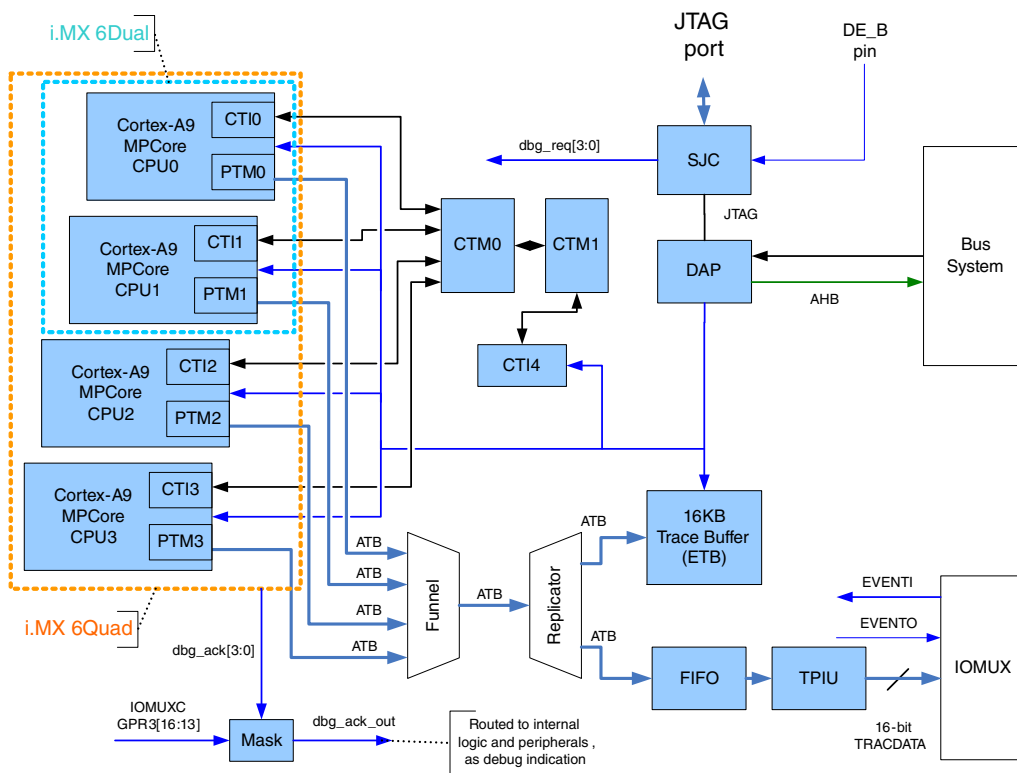 i.MX 6Dual
Cortex-A9
MPCore
CPU0
CTI0
PTM0
Cortex-A9
MPCore
CPU1
CTI1
PTM1
Cortex-A9
MPCore
CPU2
CTI2
PTM2
Cortex-A9
MPCore
CPU3
CTI3
PTM3
i.MX 6Quad
JTAG
port
DE_B
pin
dbg_req[3:0]
SJC
JTAG
DAP
AHB
Bus
System
CTM0
CTM1
CTI4
16KB
Trace Buffer
(ETB)
ATB
ATB
ATB
ATB
Funnel
ATB
Replicator
ATB
ATB
FIFO
TPIU
EVENTI
EVENTO
IOMUX
16-bit
TRACDATA
dbg_ack[3:0]
IOMUXC
GPR3[16:13]
Mask
dbg_ack_out
Routed to internal
logic and peripherals ,
as debug indication